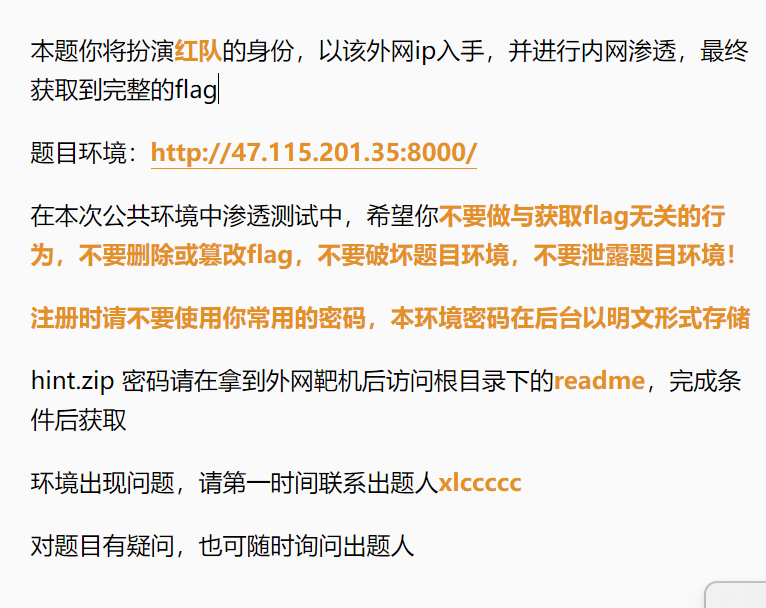 本题你将扮演红队的身份，以该外网ip入手，并进行内网渗透，最终
获取到完整的flag
题目环境：http://47.115.201.35:8000/
在本次公共环境中渗透测试中，希望你不要做与获取flag无关的行
为，不要删除或篡改flag，不要破坏题目环境，不要泄露题目环境！
注册时请不要使用你常用的密码，本环境密码在后台以明文形式存储
hint.zip 密码请在拿到外网靶机后访问根目录下的readme，完成条
件后获取
环境出现问题，请第一时间联系出题人xlccccc
对题目有疑问，也可随时询问出题人